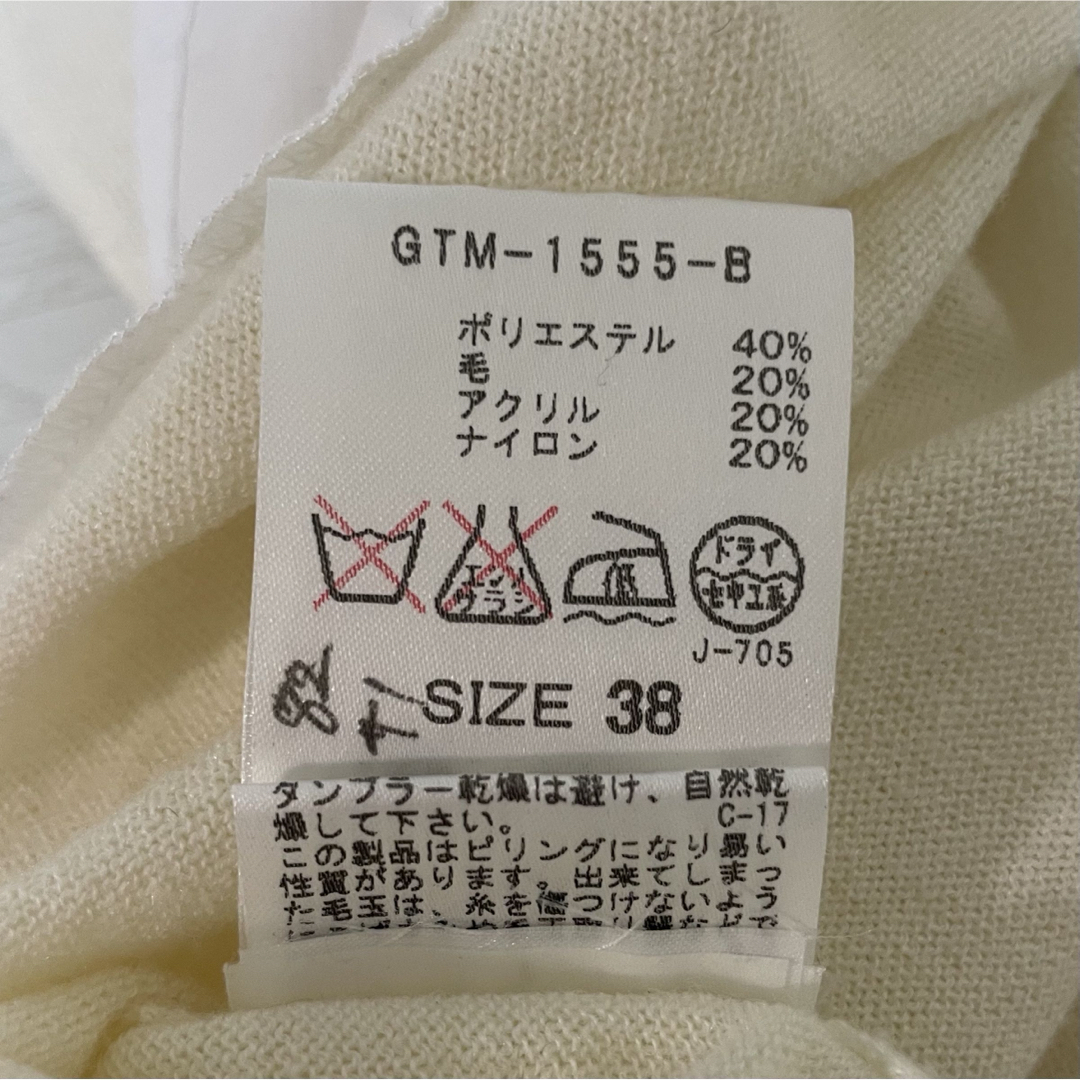 GTM-1555-B
ポリエステル 40%
毛 20%
アクリル 20%
ナイロン 20%
エンソ
サラシ
低
ドライ
セキユ系
J-705
SIZE 38
タンブラー乾燥は避け、自然乾
燥して下さい。 C-17
この製品はピリングになり易い
性質があります。出来てしまっ
た毛玉は、糸を傷つけないよう